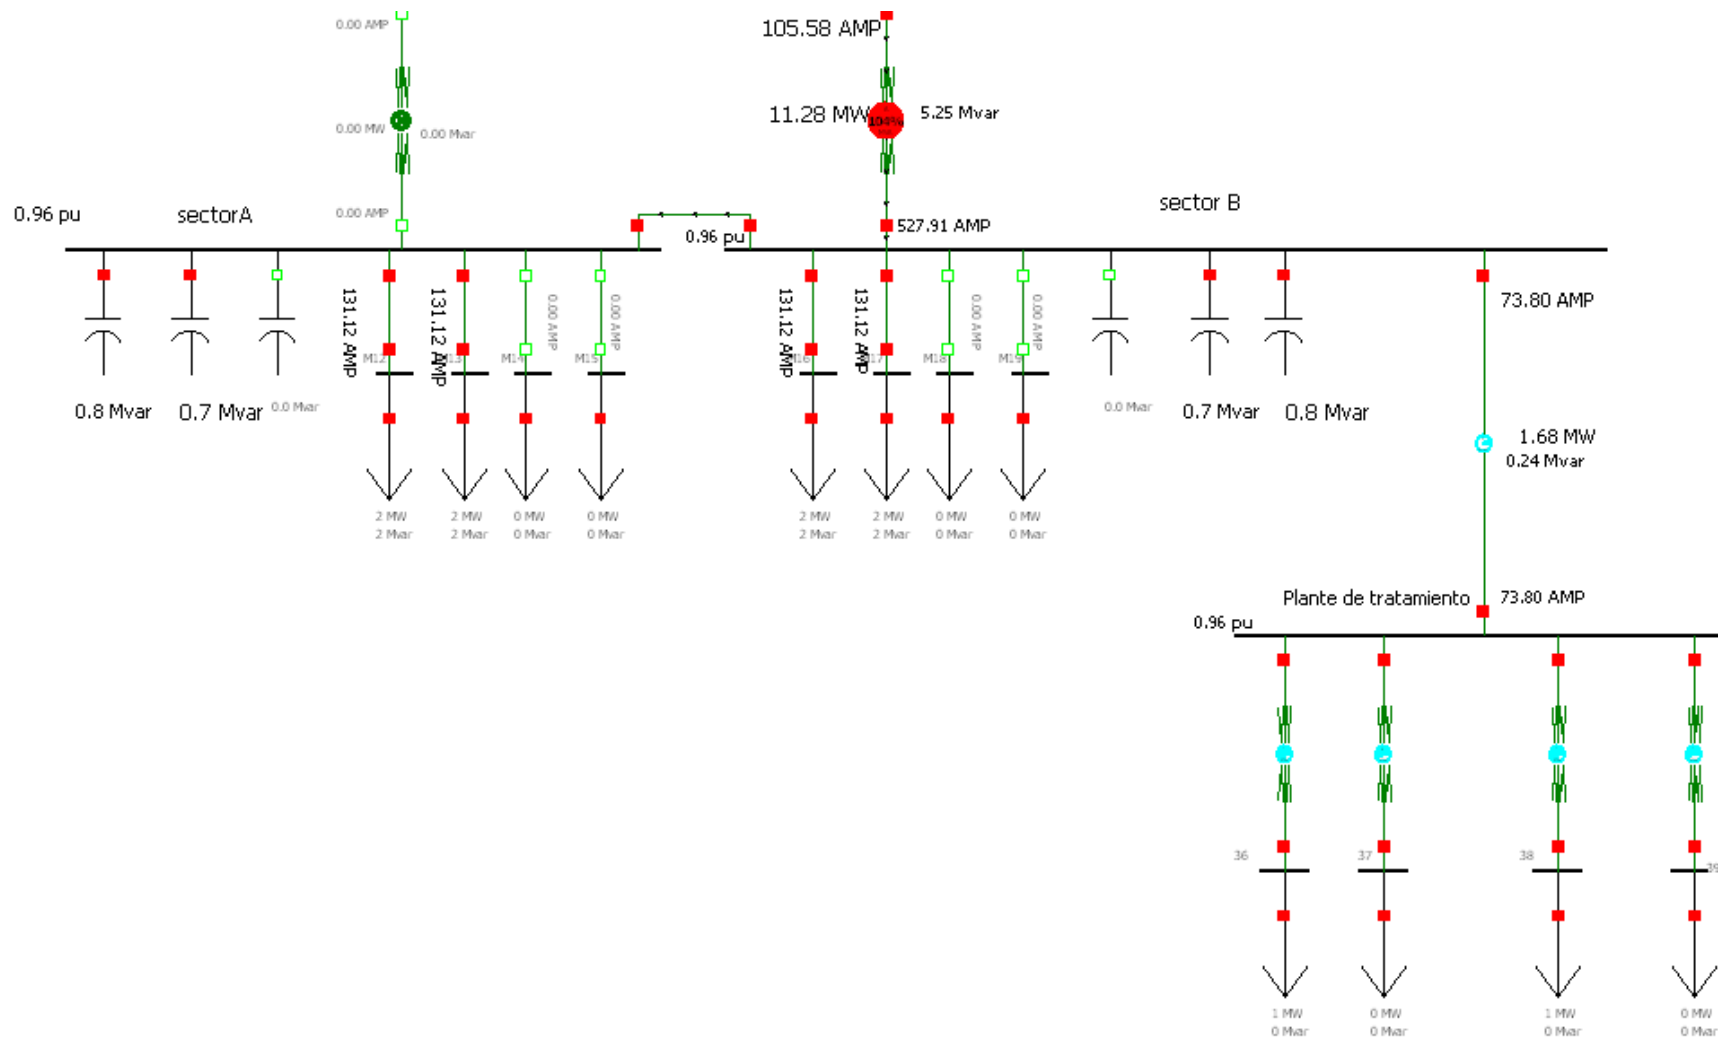 0.00 AMP
105.58 AMP
0.00 MW
0.00 Mvar
11.28 MW
104%
5.25 Mvar
0.00 AMP
0.96 pu
sectorA
0.96 pu
527.91 AMP
sector B
131.12 AMP
131.12 AMP
0.00 AMP
0.00 AMP
131.12 AMP
131.12 AMP
0.00 AMP
0.00 AMP
73.80 AMP
M12
M14
M15
M18
M19
0.8 Mvar
0.7 Mvar
0.0 Mvar
0.0 Mvar
0.7 Mvar
0.8 Mvar
1.68 MW
0.24 Mvar
2 MW
2 Mvar
2 MW
2 Mvar
0 MW
0 Mvar
0 MW
0 Mvar
2 MW
2 Mvar
2 MW
2 Mvar
0 MW
0 Mvar
0 MW
0 Mvar
Plante de tratamiento
73.80 AMP
0.96 pu
36
37
38
39
1 MW
0 Mvar
0 MW
0 Mvar
1 MW
0 Mvar
0 MW
0 Mvar